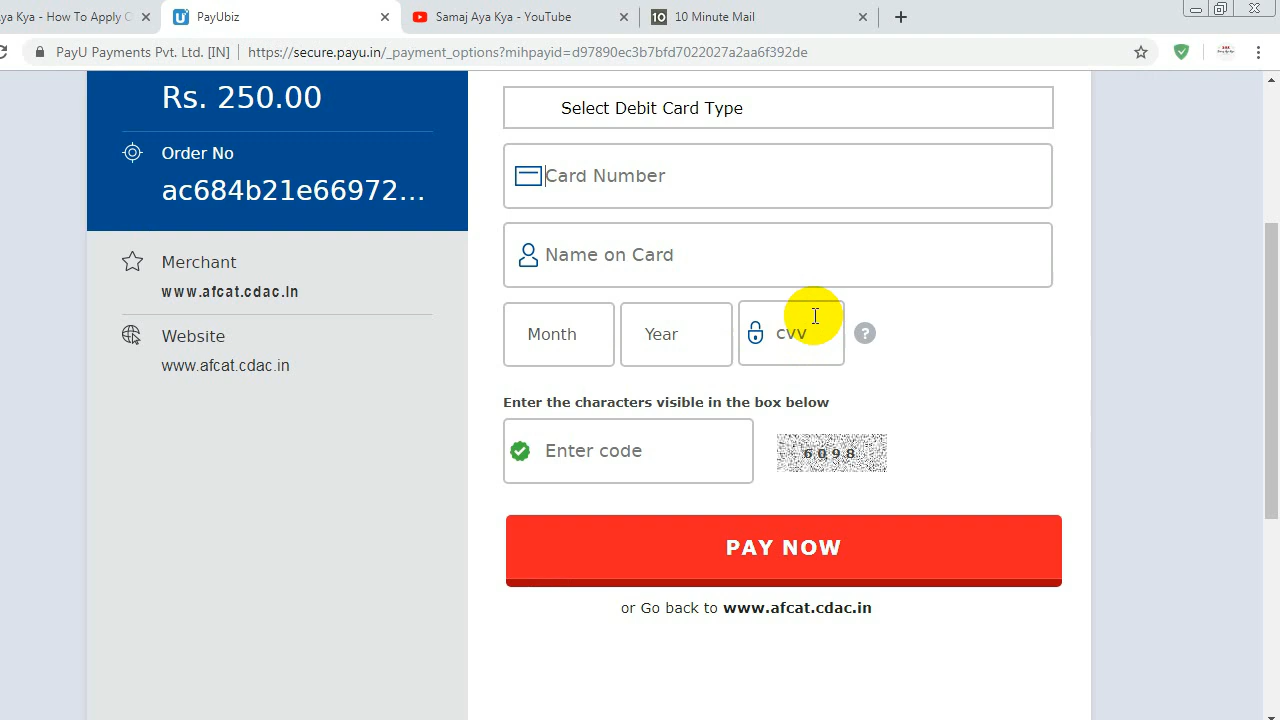 ya Kya - How To Apply
PayUbiz
Samaj Aya Kya - YouTube
10
10 Minute Mail
PayU Payments Pvt. Ltd. [IN]
https://secure.payu.in/_payment_options?mihpayid=d97890ec3b7bfd7022027a2aa6f392de
Rs. 250.00
Order No
ac684b21e66972...
Merchant
www.afcat.cdac.in
Website
www.afcat.cdac.in
Select Debit Card Type
Card Number
Name on Card
Month
Year
CVV
?
Enter the characters visible in the box below
Enter code
6098
PAY NOW
or Go back to www.afcat.cdac.in